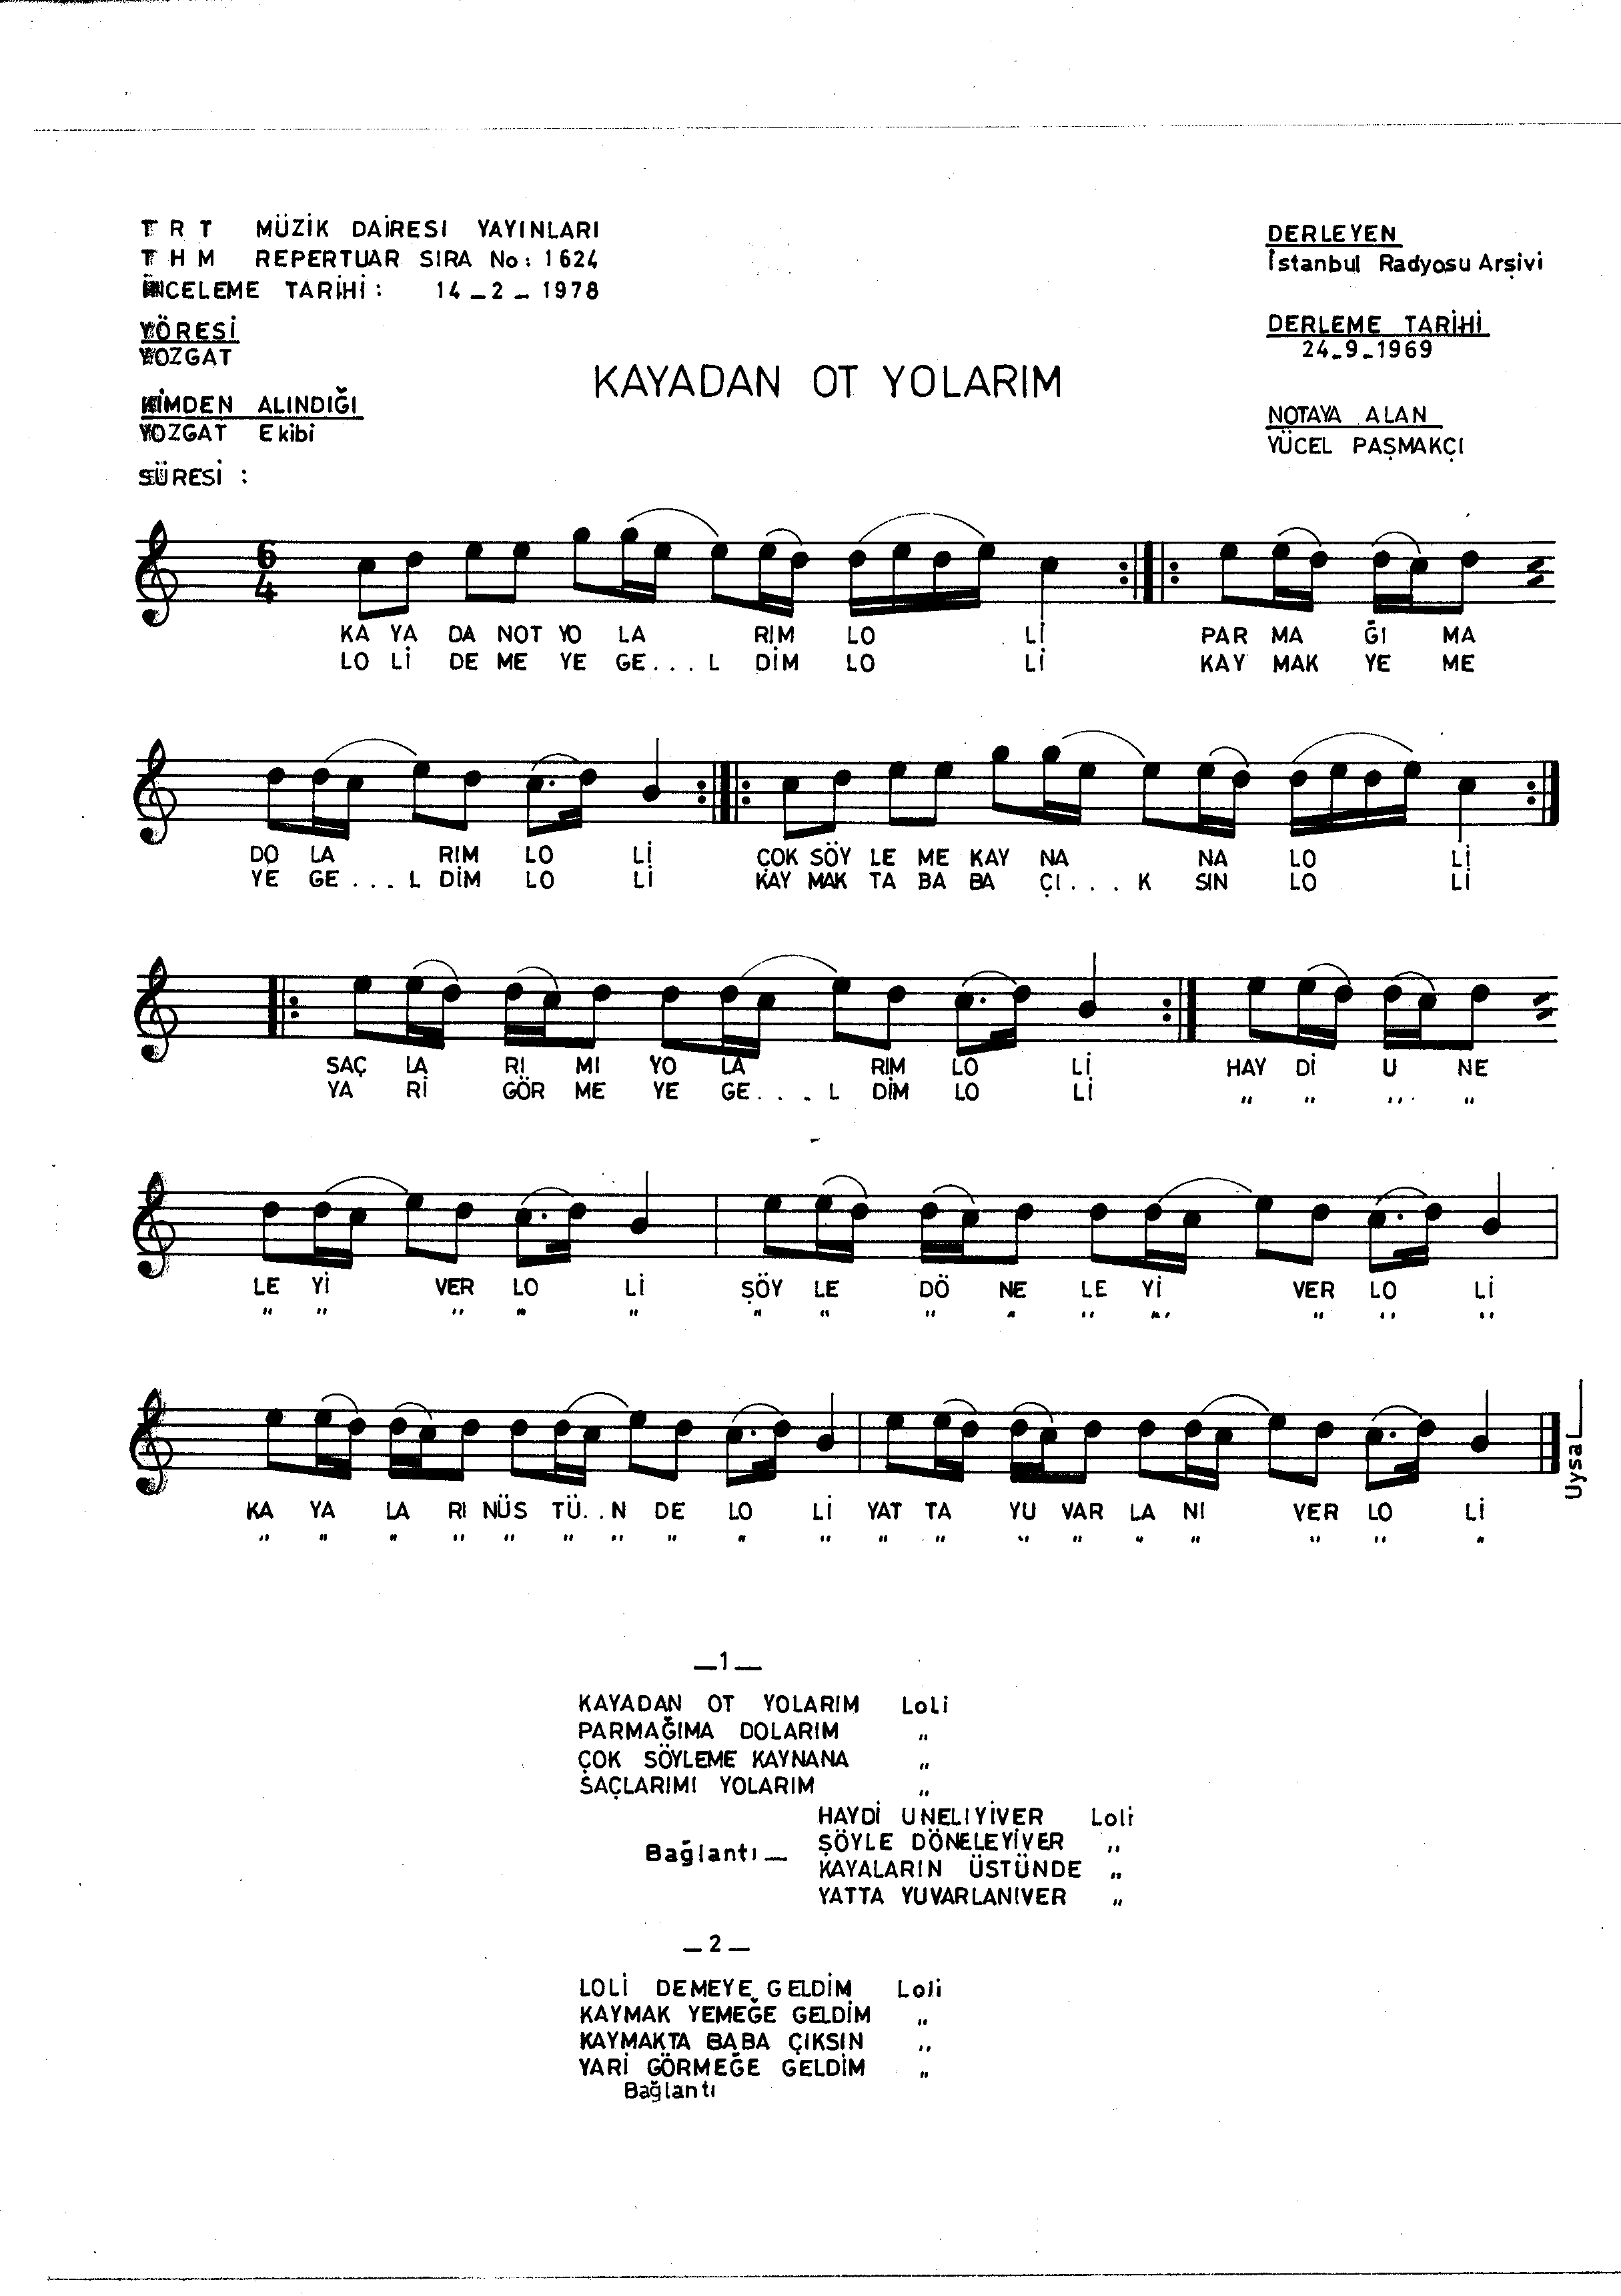 T R T MÜZİK DAİRESİ YAYINLARI
T H M REPERTUAR SIRA No: 1624
İNCELEME TARİHİ: 14_2_1978
YÖRESİ
YOZGAT
KİMDEN ALINDIĞI
YOZGAT Ekibi
SÜRESİ :
KAYADAN OT YOLARIM
DERLEYEN
İstanbul Radyosu Arşivi
DERLEME TARİHİ
24_9_1969
NOTAYA ALAN
YÜCEL PAŞMAKÇI
6
4
KA YA DA NOT YO LA RIM LO Lİ PAR MA ĞI MA
LO Lİ DE ME YE GE...L DİM LO Lİ KAY MAK YE ME
DO LA RIM LO Lİ ÇOK SÖY LE ME KAY NA NA LO Lİ
YE GE...L DİM LO Lİ KAY MAK TA BA BA ÇI...K SIN LO Lİ
SAÇ LA RI MI YO LA RIM LO Lİ HAY Dİ U NE
YA Rİ GÖR ME YE GE....L DİM LO Lİ " " " "
LE Yİ VER LO Lİ ŞÖY LE DÖ NE LE Yİ VER LO Lİ
" " " " " " " " " " " " " "
KA YA LA RI NÜS TÜ..N DE LO Lİ YAT TA YU VAR LA NI VER LO Lİ
" " " " " " " " " " " " " " " " " " "
Uysal
_1_
KAYADAN OT YOLARIM Loli
PARMAĞIMA DOLARIM "
ÇOK SÖYLEME KAYNANA "
SAÇLARIMI YOLARIM "
HAYDİ UNELIYİVER Loli
Bağlantı_ ŞÖYLE DÖNELEYİVER "
KAYALARIN ÜSTÜNDE "
YATTA YUVARLANIVER "
_2_
LOLİ DEMEYE GELDİM Loli
KAYMAK YEMEĞE GELDİM "
KAYMAKTA BABA ÇIKSIN "
YARİ GÖRMEĞE GELDİM "
Bağlantı